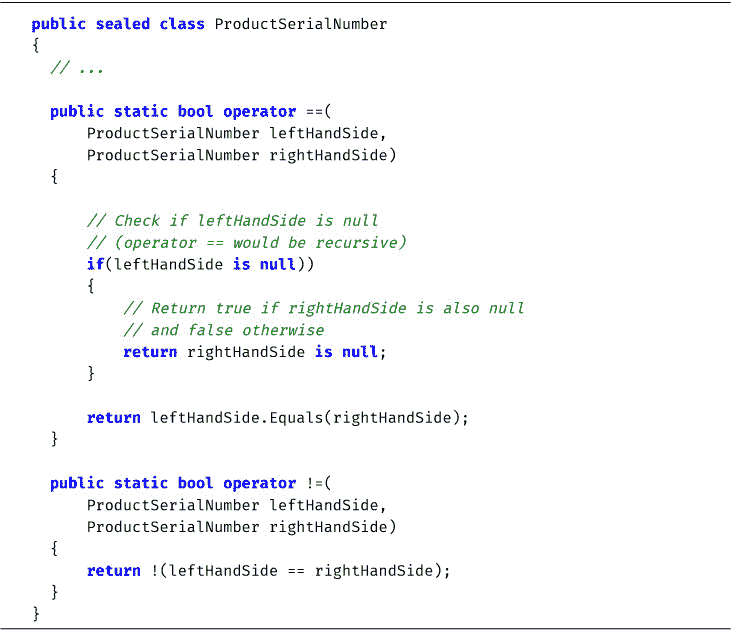 public sealed class ProductSerialNumber
{
  // ...

  public static bool operator ==(
      ProductSerialNumber leftHandSide,
      ProductSerialNumber rightHandSide)
  {

      // Check if leftHandSide is null
      // (operator == would be recursive)
      if(leftHandSide is null))
      {
          // Return true if rightHandSide is also null
          // and false otherwise
          return rightHandSide is null;
      }

      return leftHandSide.Equals(rightHandSide);
  }

  public static bool operator !=(
      ProductSerialNumber leftHandSide,
      ProductSerialNumber rightHandSide)
  {
      return !(leftHandSide == rightHandSide);
  }
}